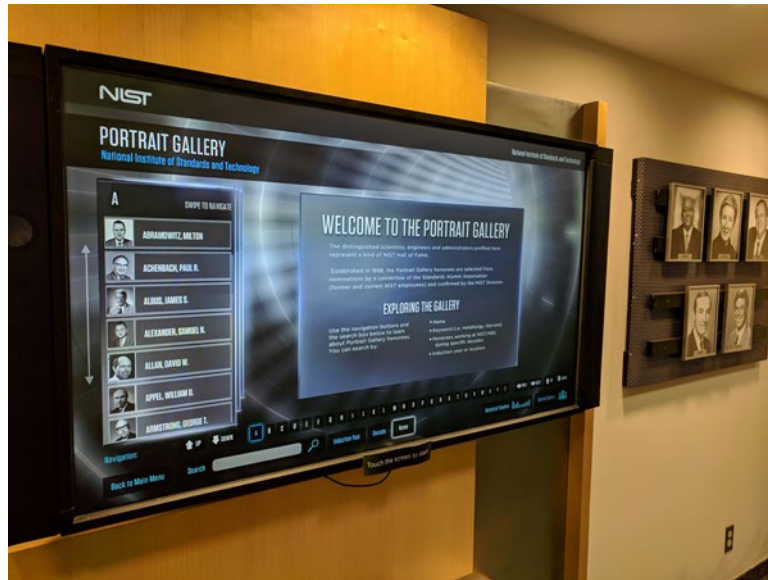 NIST
PORTRAIT GALLERY
National Institute of Standards and Technology
National Institute of Standards and Technology
A
SWIPE TO NAVIGATE
ABRAMOWITZ, MILTON
ACHENBACH, PAUL R.
ALBUS, JAMES S.
ALEXANDER, SAMUEL N.
ALLAN, DAVID W.
APPEL, WILLIAM D.
ARMSTRONG, GEORGE T.
WELCOME TO THE PORTRAIT GALLERY
The distinguished scientists, engineers and administrators profiled here
represent a kind of NIST Hall of Fame.
Established in 1988, the Portrait Gallery honorees are selected from
nominations by a committee of the Standards Alumni Association
(former and current NIST employees) and confirmed by the NIST Director.
EXPLORING THE GALLERY
Use the navigation buttons and
the search box below to learn
about Portrait Gallery honorees.
You can search by:
• Name
• Keyword (i.e. metallurgy, Harvard)
• Honorees working at NIST/NBS
during specific decades
• Induction year or location
Navigation:
UP
DOWN
A B C D E F G H I J K L M N O P Q R S T U V W X Y Z
Back to Main Menu
Search
Induction Year
Decade
Name
Touch the screen to start